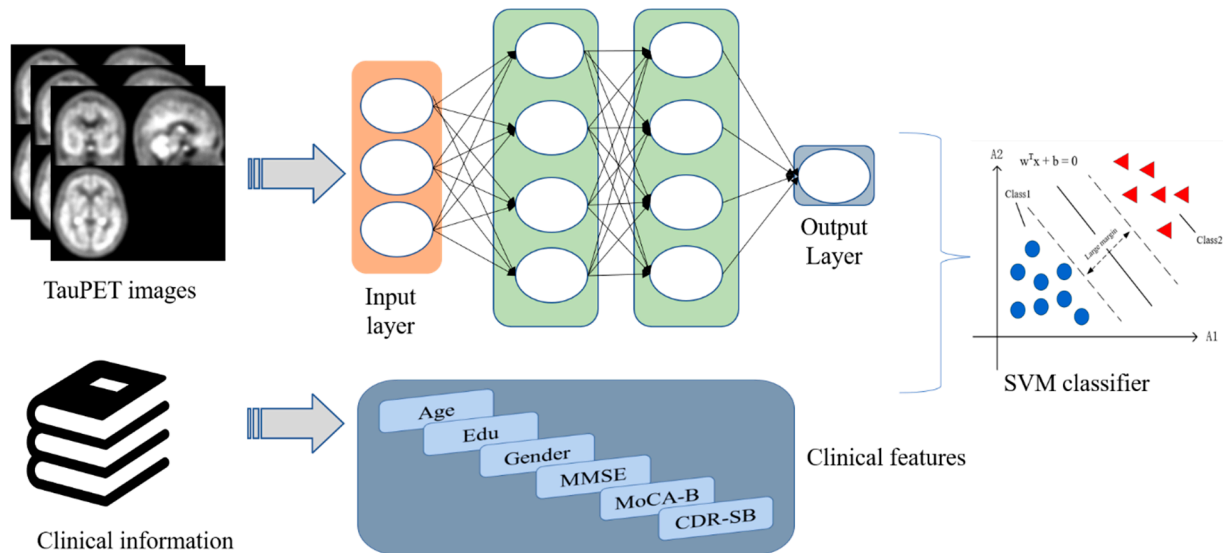 TauPET images
Input
layer
Output
Layer
A2
wᵀx + b = 0
Class1
Large margin
Class2
A1
SVM classifier
Clinical information
Age
Edu
Gender
MMSE
MoCA-B
CDR-SB
Clinical features